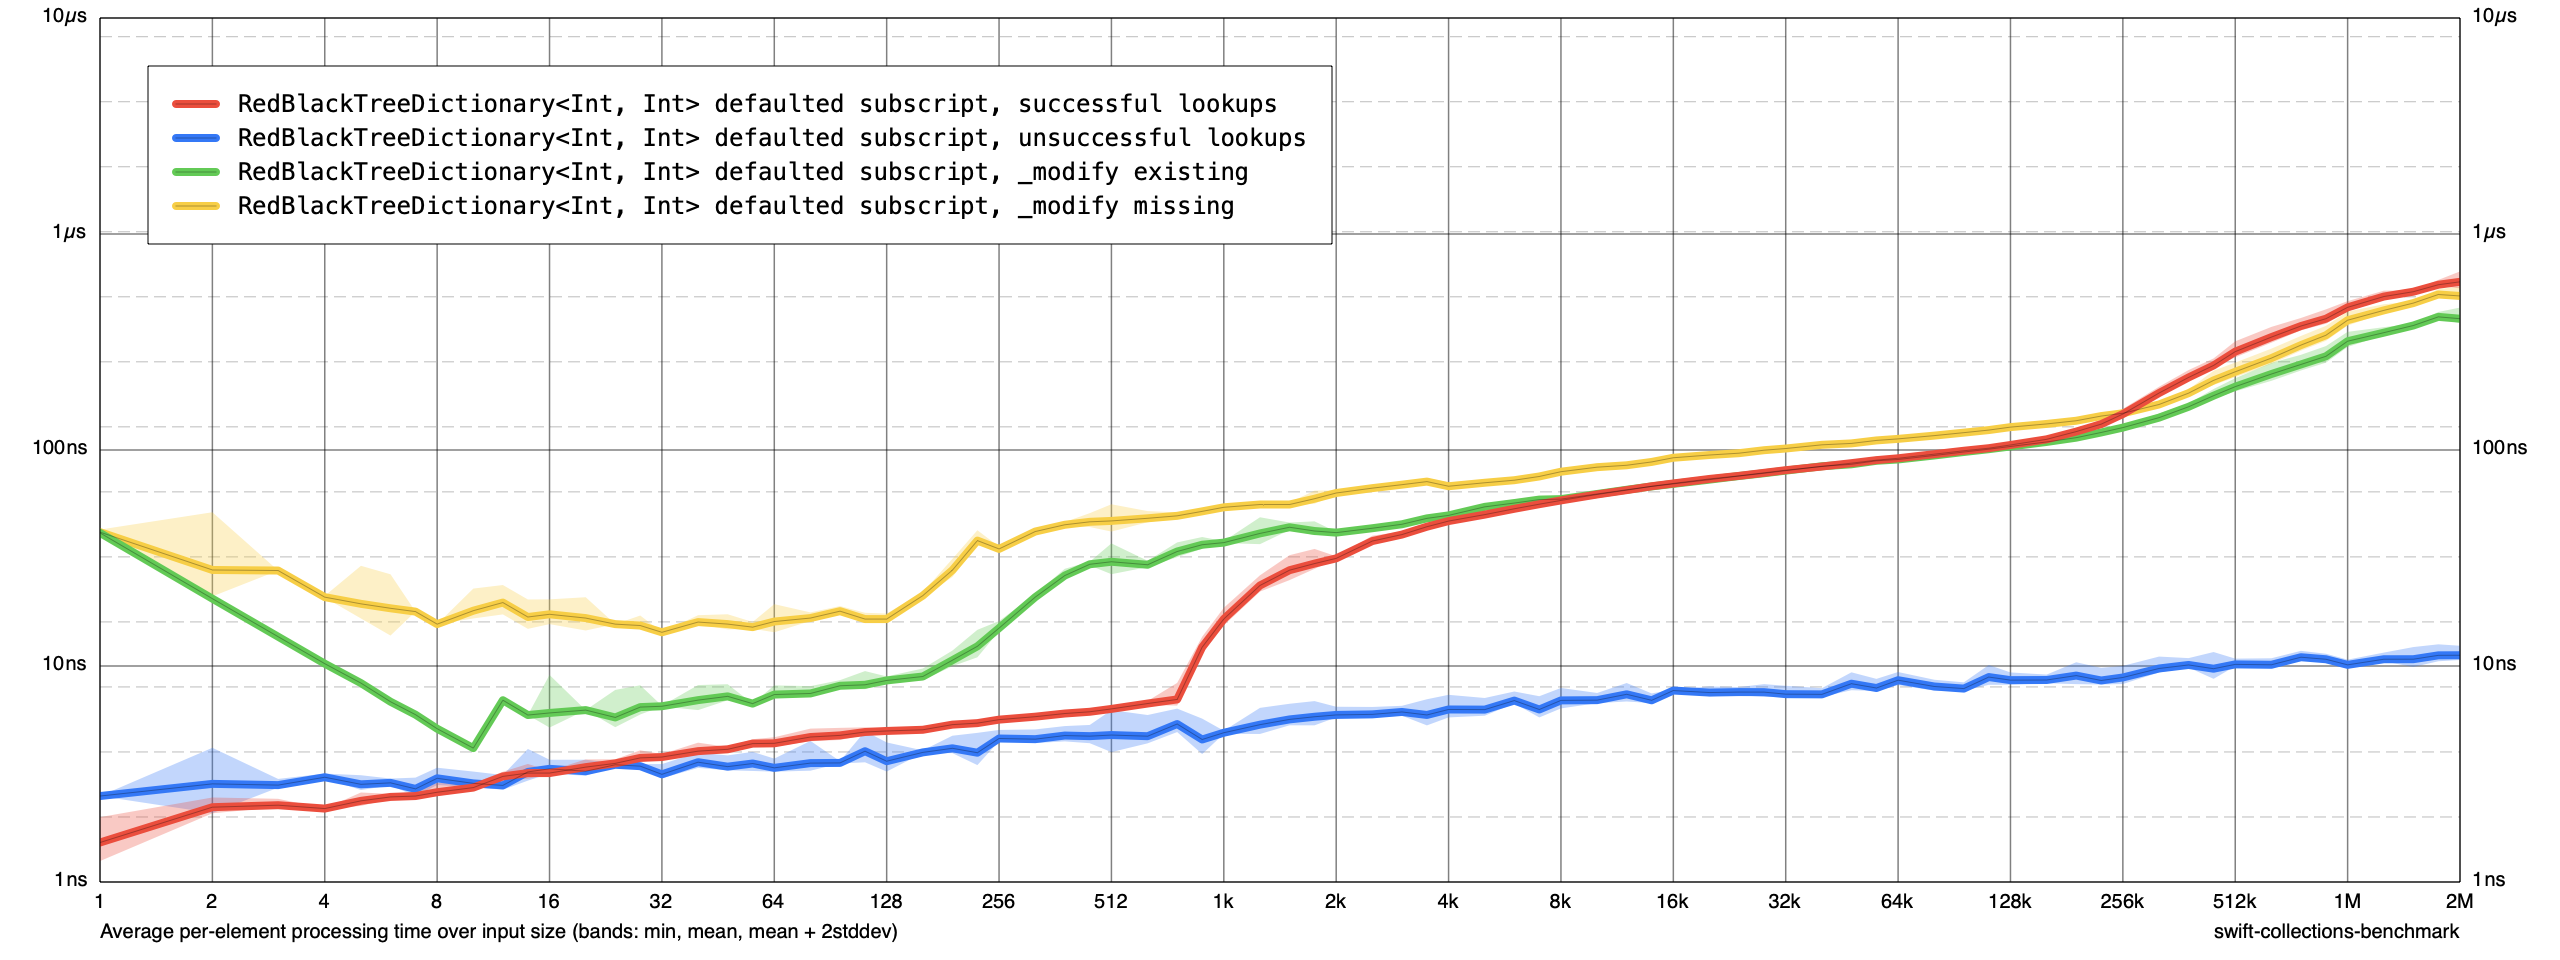 10µs 10µs
RedBlackTreeDictionary<Int, Int> defaulted subscript, successful lookups
RedBlackTreeDictionary<Int, Int> defaulted subscript, unsuccessful lookups
RedBlackTreeDictionary<Int, Int> defaulted subscript, _modify existing
RedBlackTreeDictionary<Int, Int> defaulted subscript, _modify missing
1µs 1µs
100ns 100ns
10ns 10ns
1ns 1ns
1 2 4 8 16 32 64 128 256 512 1k 2k 4k 8k 16k 32k 64k 128k 256k 512k 1M 2M
Average per-element processing time over input size (bands: min, mean, mean + 2stddev) swift-collections-benchmark